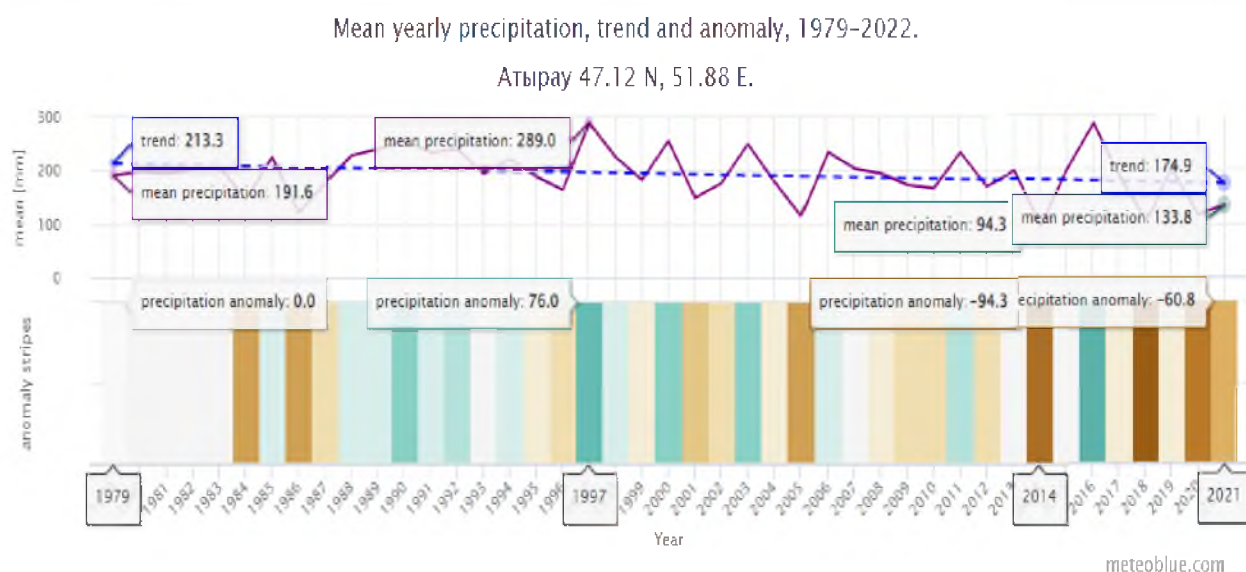 Mean yearly precipitation, trend and anomaly, 1979-2022.
Атырау 47.12 N, 51.88 E.
mean [mm]
300
200
100
0
trend: 213.3
mean precipitation: 191.6
mean precipitation: 289.0
mean precipitation: 94.3
trend: 174.9
mean precipitation: 133.8
anomaly stripes
precipitation anomaly: 0.0
precipitation anomaly: 76.0
precipitation anomaly: -94.3
ecipitation anomaly: -60.8
1979 1981 1982 1983 1984 1985 1986 1987 1988 1989 1990 1991 1992 1993 1994 1995 1996 1997 1999 2000 2001 2002 2003 2004 2005 2006 2007 2008 2009 2010 2011 2012 2014 2016 2017 2018 2019 2021
Year
meteoblue.com